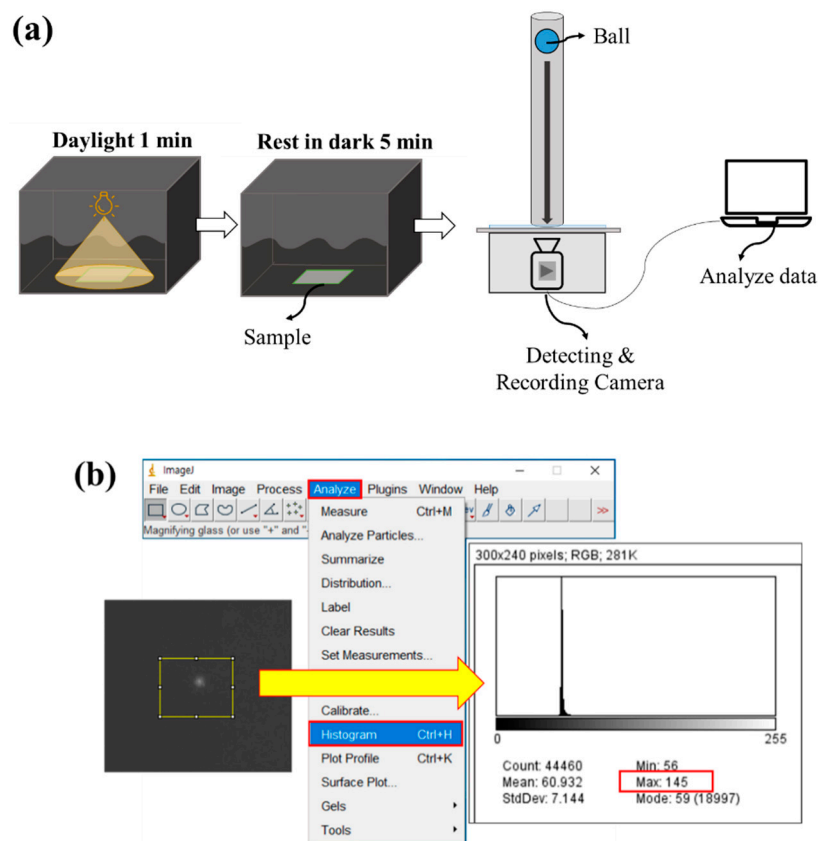 (a)
Ball
Daylight 1 min
Rest in dark 5 min
Analyze data
Sample
Detecting &
Recording Camera
(b)
ImageJ
File Edit Image Process Analyze Plugins Window Help
Magnifying glass (or use "+" and "-
Measure Ctrl+M
Analyze Particles...
Summarize
Distribution...
Label
Clear Results
Set Measurements...
Calibrate...
Histogram Ctrl+H
Plot Profile Ctrl+K
Surface Plot...
Gels
Tools
300x240 pixels; RGB; 281K
0 255
Count: 44460 Min: 56
Mean: 60.932 Max: 145
StdDev: 7.144 Mode: 59 (18997)